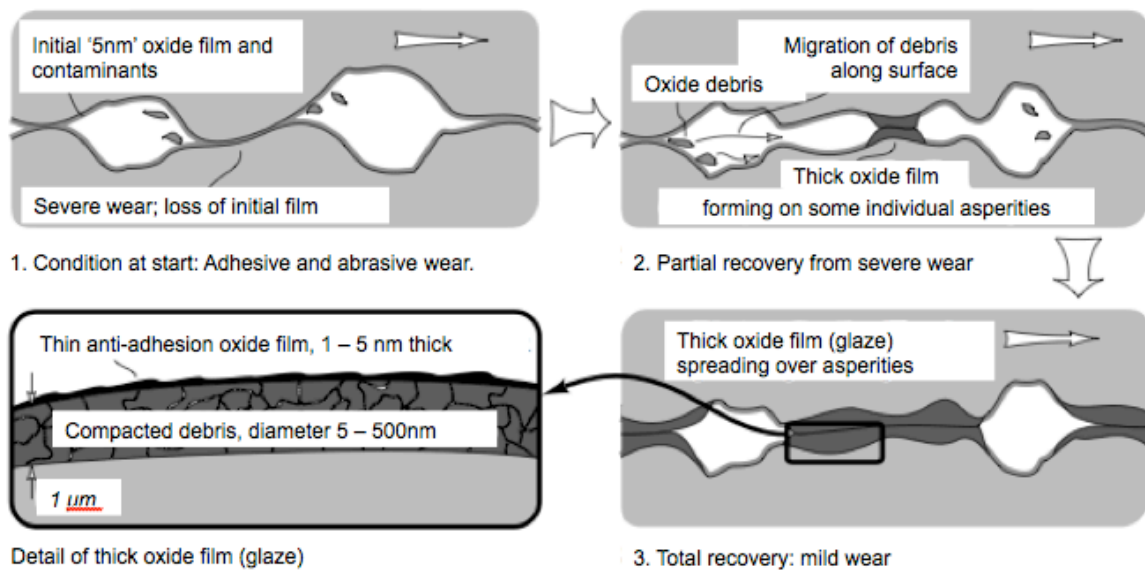 Initial '5nm' oxide film and
contaminants
Severe wear; loss of initial film
1. Condition at start: Adhesive and abrasive wear.
Migration of debris
along surface
Oxide debris
Thick oxide film
forming on some individual asperities
2. Partial recovery from severe wear
Thin anti-adhesion oxide film, 1 – 5 nm thick
Compacted debris, diameter 5 – 500nm
1 um
Detail of thick oxide film (glaze)
Thick oxide film (glaze)
spreading over asperities
3. Total recovery: mild wear